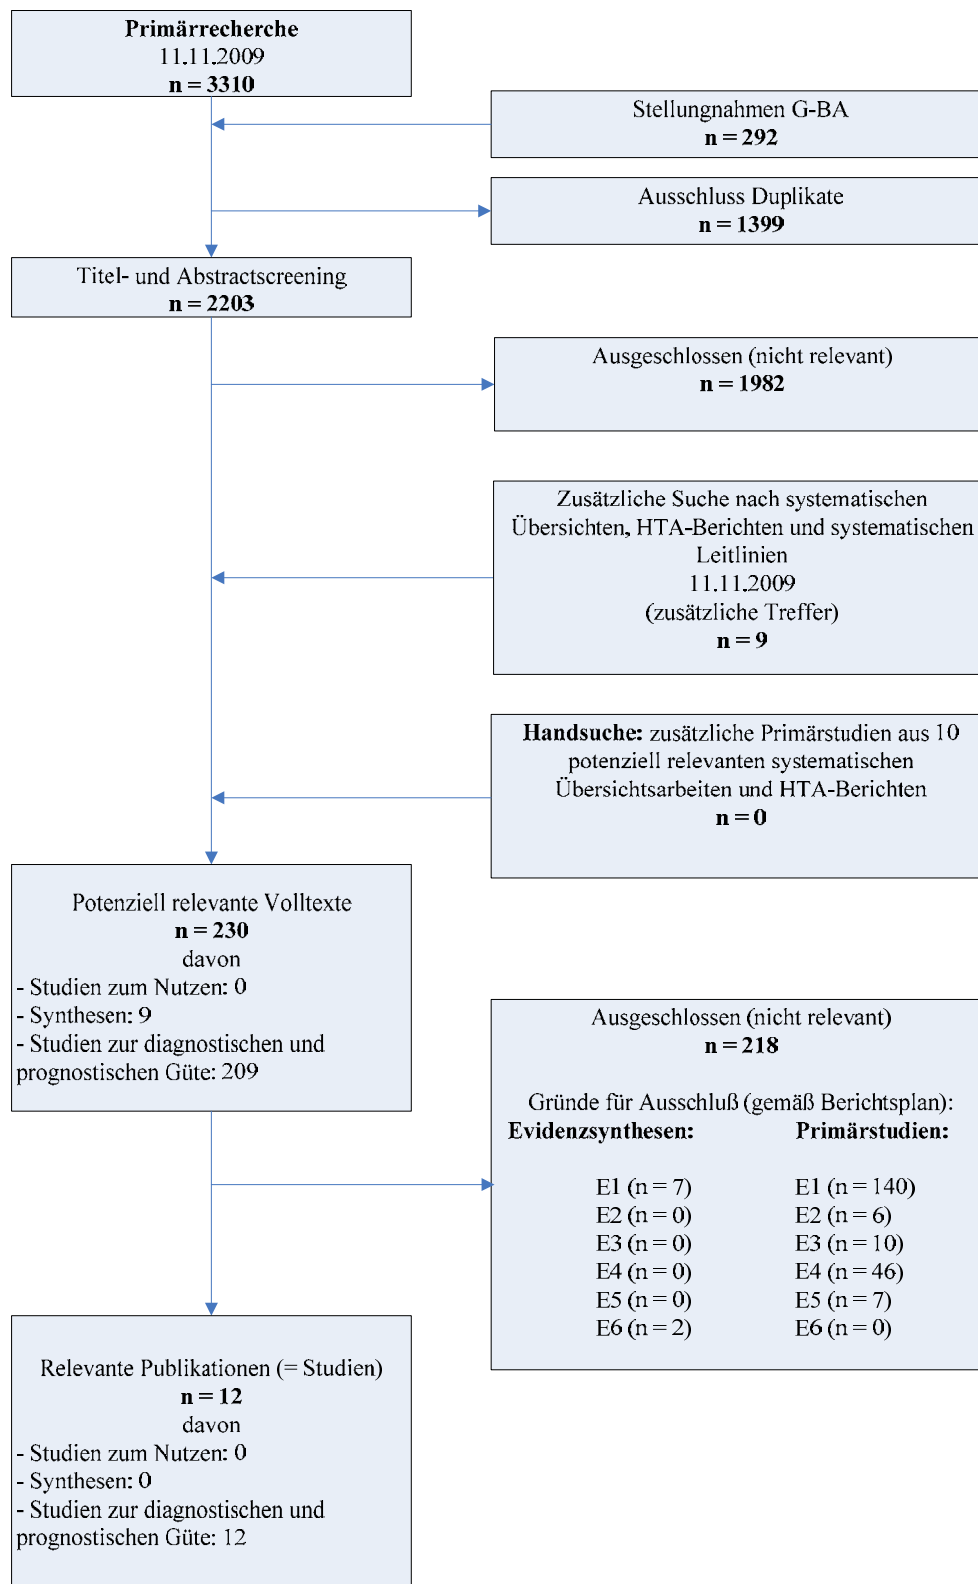 Primärrecherche
11.11.2009
n = 3310
Stellungnahmen G-BA
n = 292
Ausschluss Duplikate
n = 1399
Titel- und Abstractscreening
n = 2203
Ausgeschlossen (nicht relevant)
n = 1982
Zusätzliche Suche nach systematischen
Übersichten, HTA-Berichten und systematischen
Leitlinien
11.11.2009
(zusätzliche Treffer)
n = 9
Handsuche: zusätzliche Primärstudien aus 10
potenziell relevanten systematischen
Übersichtsarbeiten und HTA-Berichten
n = 0
Potenziell relevante Volltexte
n = 230
davon
- Studien zum Nutzen: 0
- Synthesen: 9
- Studien zur diagnostischen und
prognostischen Güte: 209
Ausgeschlossen (nicht relevant)
n = 218
Gründe für Ausschluß (gemäß Berichtsplan):
Evidenzsynthesen: Primärstudien:
E1 (n = 7) E1 (n = 140)
E2 (n = 0) E2 (n = 6)
E3 (n = 0) E3 (n = 10)
E4 (n = 0) E4 (n = 46)
E5 (n = 0) E5 (n = 7)
E6 (n = 2) E6 (n = 0)
Relevante Publikationen (= Studien)
n = 12
davon
- Studien zum Nutzen: 0
- Synthesen: 0
- Studien zur diagnostischen und
prognostischen Güte: 12